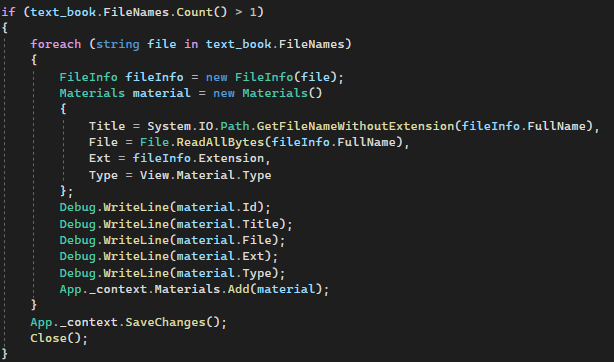 if (text_book.FileNames.Count() > 1)
{
foreach (string file in text_book.FileNames)
{
FileInfo fileInfo = new FileInfo(file);
Materials material = new Materials()
{
Title = System.IO.Path.GetFileNameWithoutExtension(fileInfo.FullName),
File = File.ReadAllBytes(fileInfo.FullName),
Ext = fileInfo.Extension,
Type = View.Material.Type
};
Debug.WriteLine(material.Id);
Debug.WriteLine(material.Title);
Debug.WriteLine(material.File);
Debug.WriteLine(material.Ext);
Debug.WriteLine(material.Type);
App._context.Materials.Add(material);
}
App._context.SaveChanges();
Close();
}